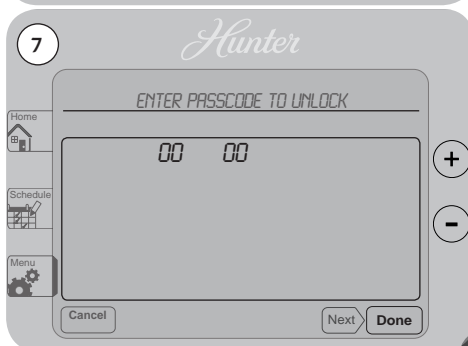 7
Hunter
ENTER PASSCODE TO UNLOCK
Home
00 00
+
Schedule
-
Menu
Cancel
Next
Done